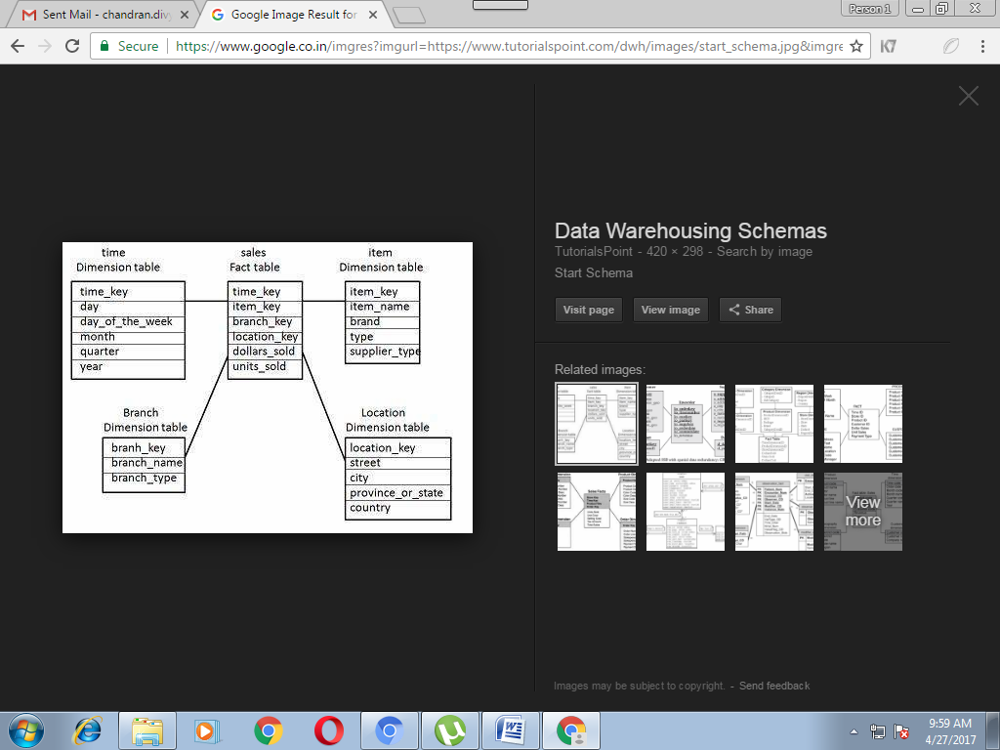 Sent Mail - chandran.div
Google Image Result for
Person 1
Secure
https://www.google.co.in/imgres?imgurl=https://www.tutorialspoint.com/dwh/images/start_schema.jpg&imgre
K7
time
Dimension table
time_key
day
day_of_the_week
month
quarter
year
sales
Fact table
time_key
item_key
branch_key
location_key
dollars_sold
units_sold
item
Dimension table
item_key
item_name
brand
type
supplier_type
Branch
Dimension table
branh_key
branch_name
branch_type
Location
Dimension table
location_key
street
city
province_or_state
country
Data Warehousing Schemas
TutorialsPoint - 420 × 298 - Search by image
Start Schema
Visit page
View image
Share
Related images:
View
more
Images may be subject to copyright. - Send feedback
9:59 AM
4/27/2017